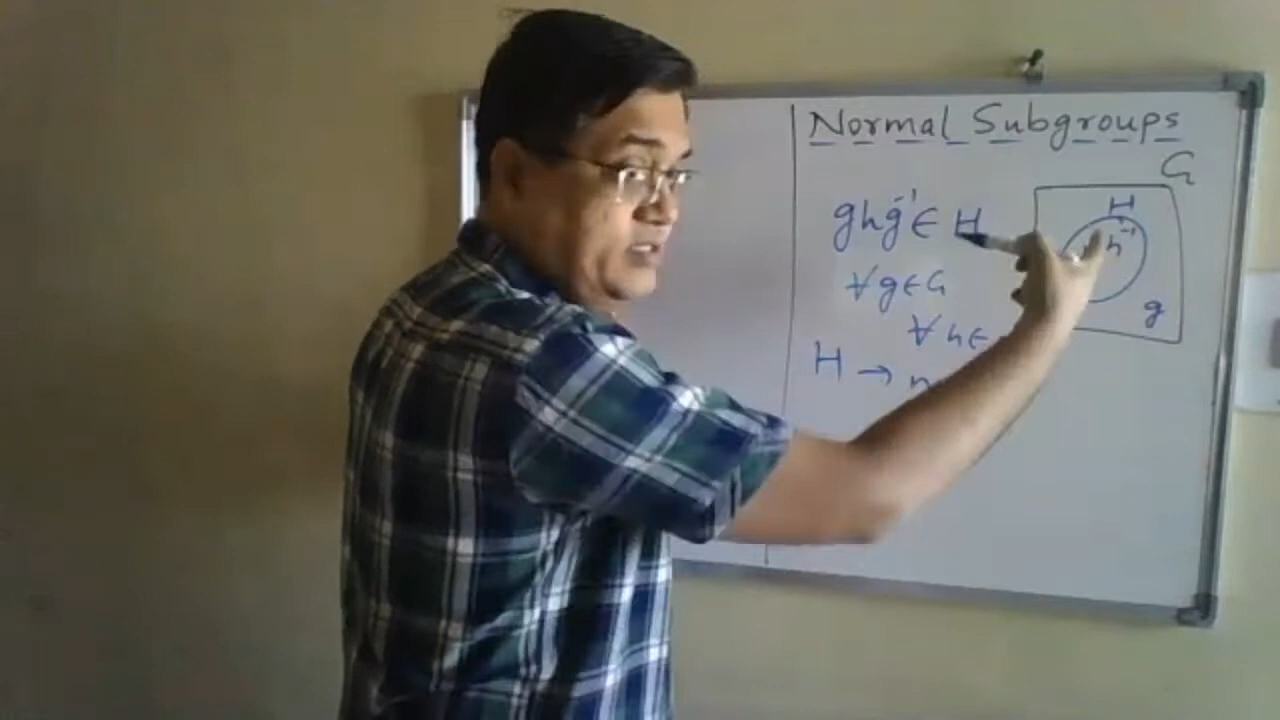 Normal Subgroups
G
ghg⁻¹ ∈ H
∀ g ∈ G
∀ h ∈
H →
H
h⁻¹
g